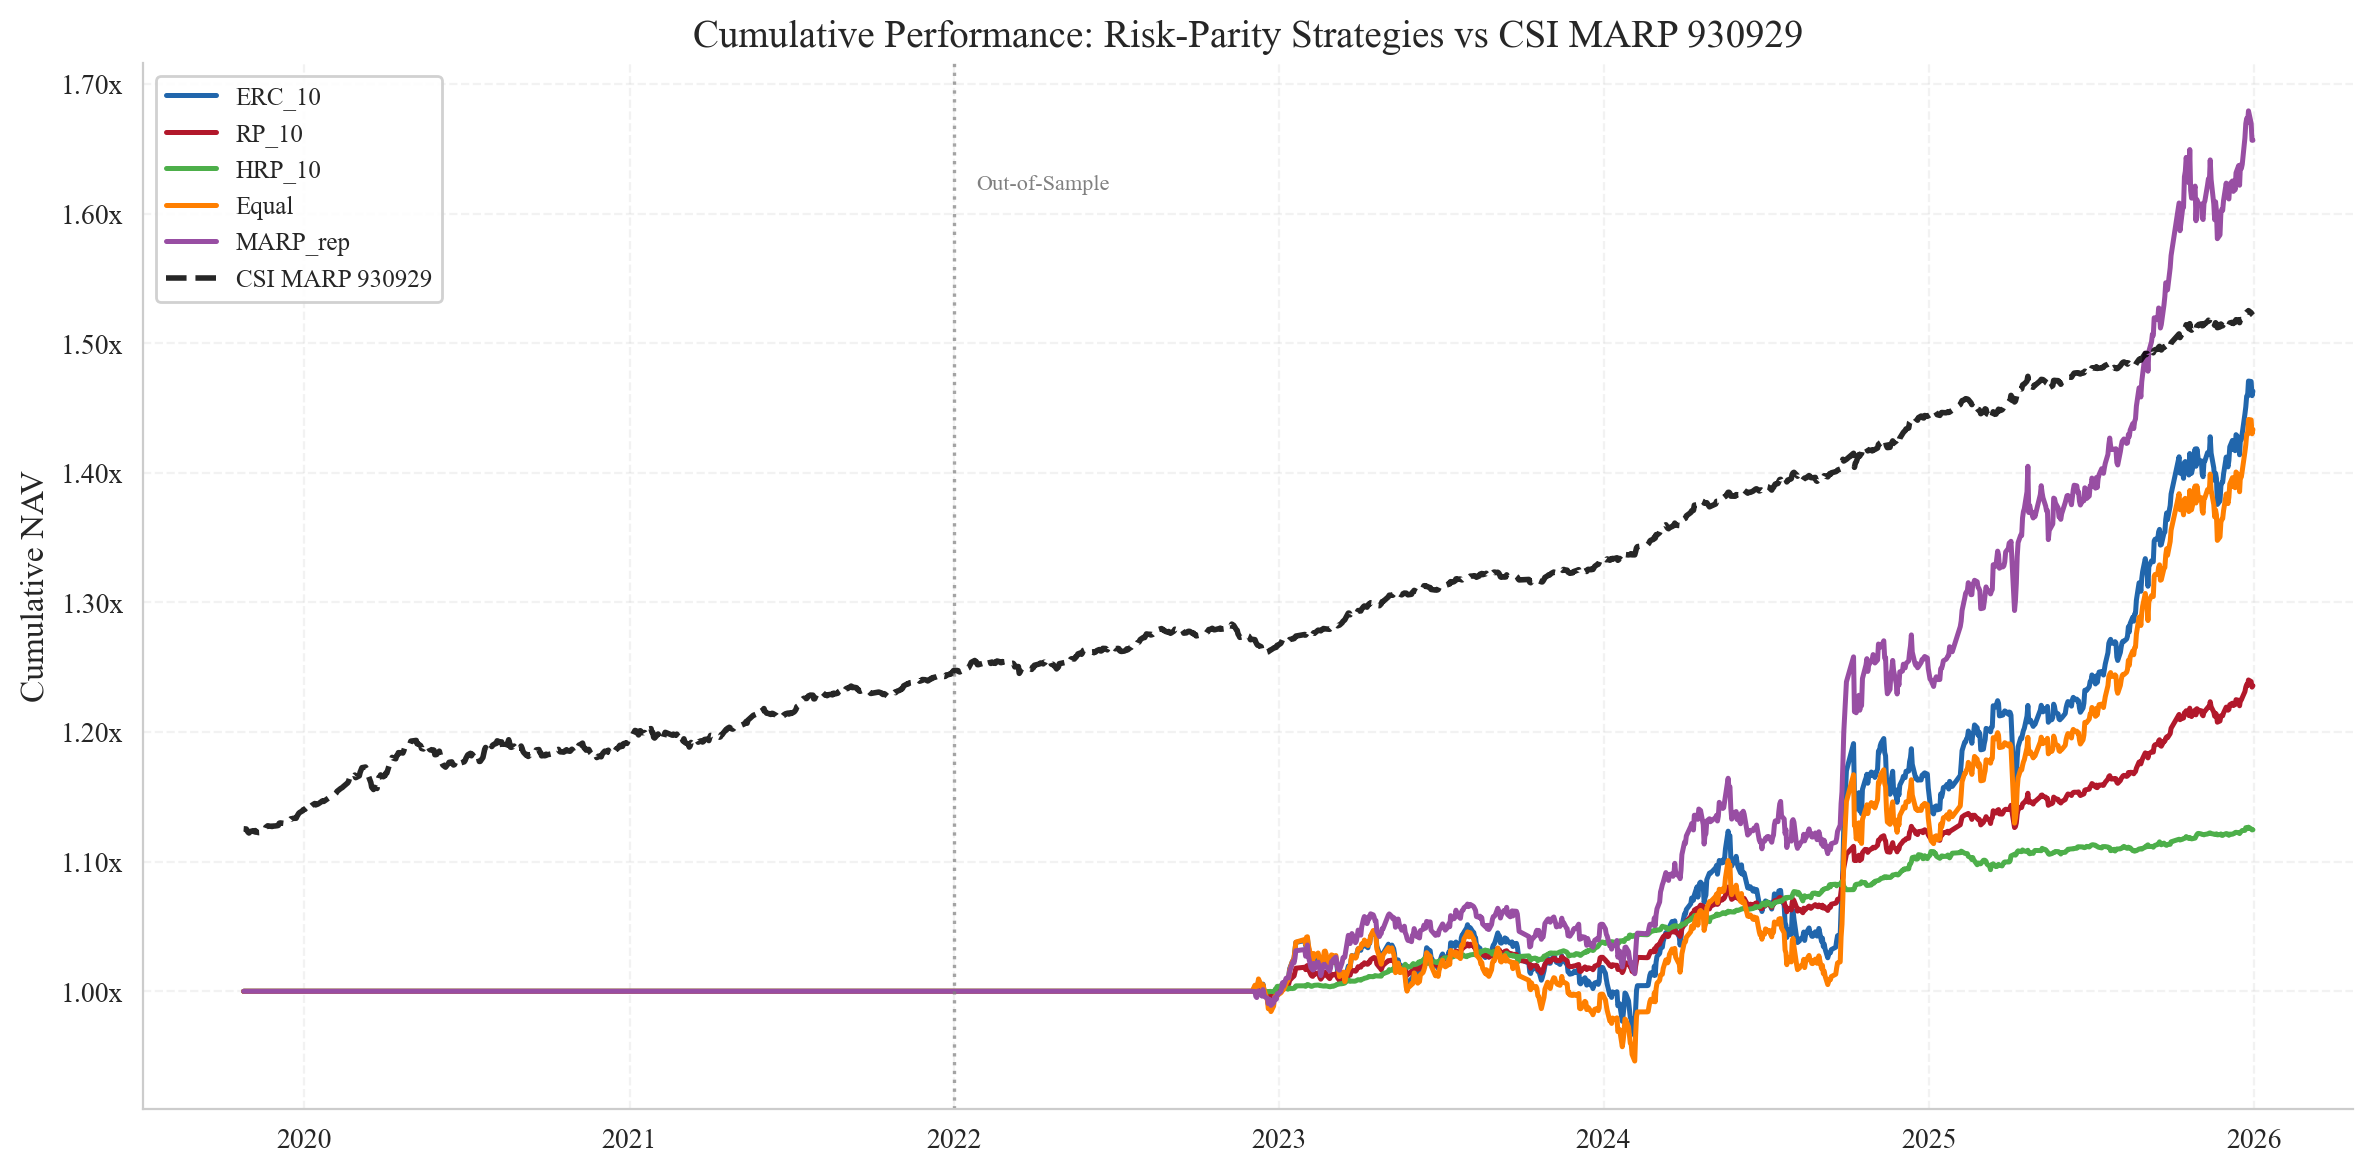 Cumulative Performance: Risk-Parity Strategies vs CSI MARP 930929
ERC_10
RP_10
HRP_10
Equal
MARP_rep
CSI MARP 930929
Out-of-Sample
Cumulative NAV
1.70x
1.60x
1.50x
1.40x
1.30x
1.20x
1.10x
1.00x
2020
2021
2022
2023
2024
2025
2026